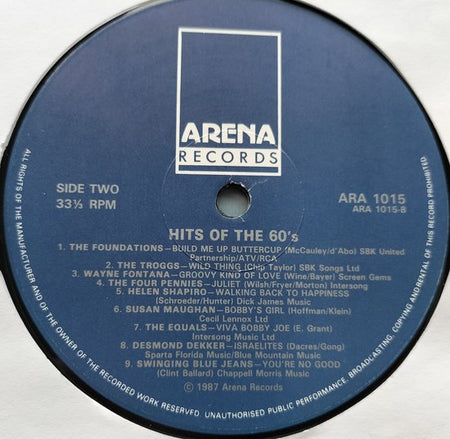 ARENA
RECORDS
SIDE TWO
33⅓ RPM
ARA 1015
ARA 1015-B
HITS OF THE 60's
1. THE FOUNDATIONS—BUILD ME UP BUTTERCUP (McCauley/d'Abo) SBK United
Partnership/ATV/RCA
2. THE TROGGS—WILD THING (Chip Taylor) SBK Songs Ltd
3. WAYNE FONTANA—GROOVY KIND OF LOVE (Wine/Bayer) Screen Gems
4. THE FOUR PENNIES—JULIET (Wilsh/Fryer/Morton) Intersong
5. HELEN SHAPIRO—WALKING BACK TO HAPPINESS
(Schroeder/Hunter) Dick James Music
6. SUSAN MAUGHAN—BOBBY'S GIRL (Hoffman/Klein)
Cecil Lennox Ltd
7. THE EQUALS—VIVA BOBBY JOE (E. Grant)
Intersong Music Ltd
8. DESMOND DEKKER—ISRAELITES (Dacres/Gong)
Sparta Florida Music/Blue Mountain Music
9. SWINGING BLUE JEANS—YOU'RE NO GOOD
(Clint Ballard) Chappell Morris Music
© 1987 Arena Records
ALL RIGHTS OF THE MANUFACTURER AND OF THE OWNER OF THE RECORDED WORK RESERVED. UNAUTHORISED PUBLIC PERFORMANCE, BROADCASTING, COPYING AND RENTAL OF THIS RECORD PROHIBITED.